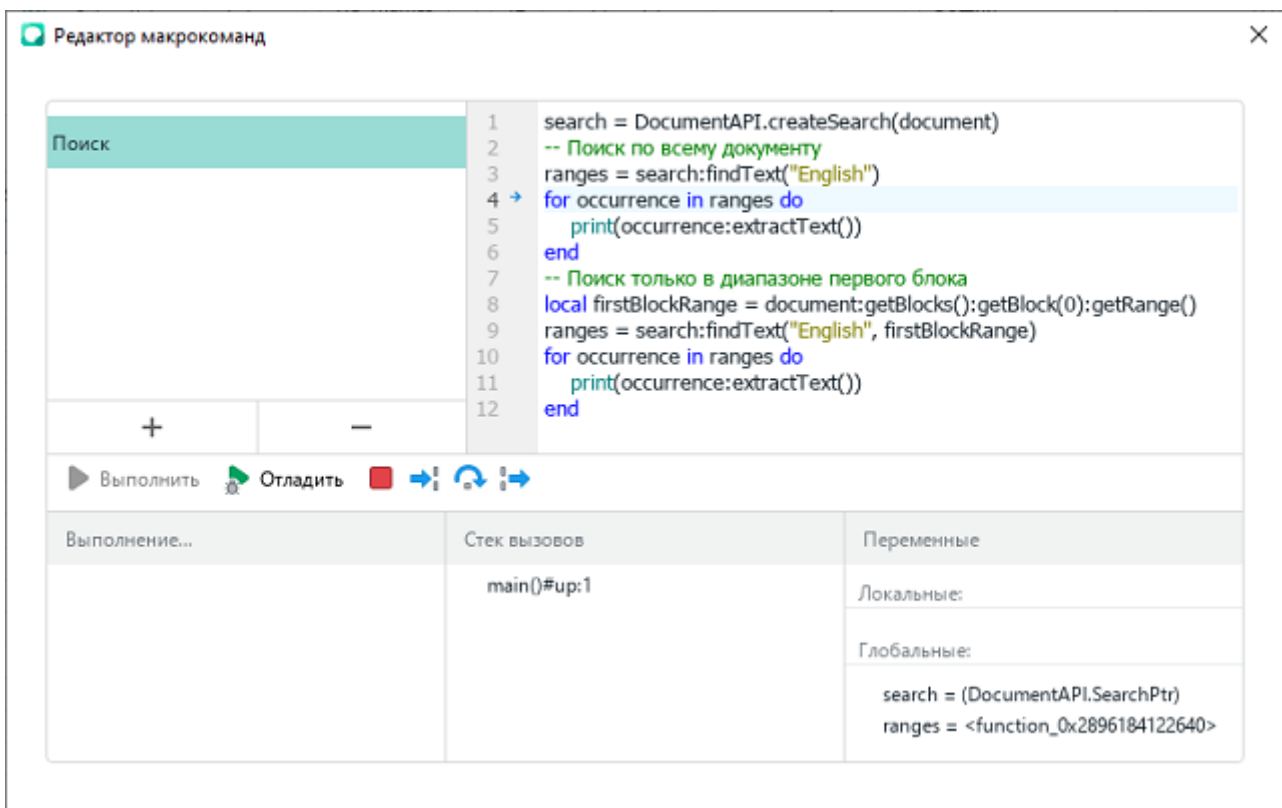 Редактор макрокоманд
Поиск
1 search = DocumentAPI.createSearch(document)
2 -- Поиск по всему документу
3 ranges = search:findText("English")
4 for occurrence in ranges do
5 print(occurrence:extractText())
6 end
7 -- Поиск только в диапазоне первого блока
8 local firstBlockRange = document:getBlocks():getBlock(0):getRange()
9 ranges = search:findText("English", firstBlockRange)
10 for occurrence in ranges do
11 print(occurrence:extractText())
12 end
+ −
Выполнить Отладить
Выполнение... Стек вызовов Переменные
main()#up:1
Локальные:
Глобальные:
search = (DocumentAPI.SearchPtr)
ranges = <function_0x2896184122640>